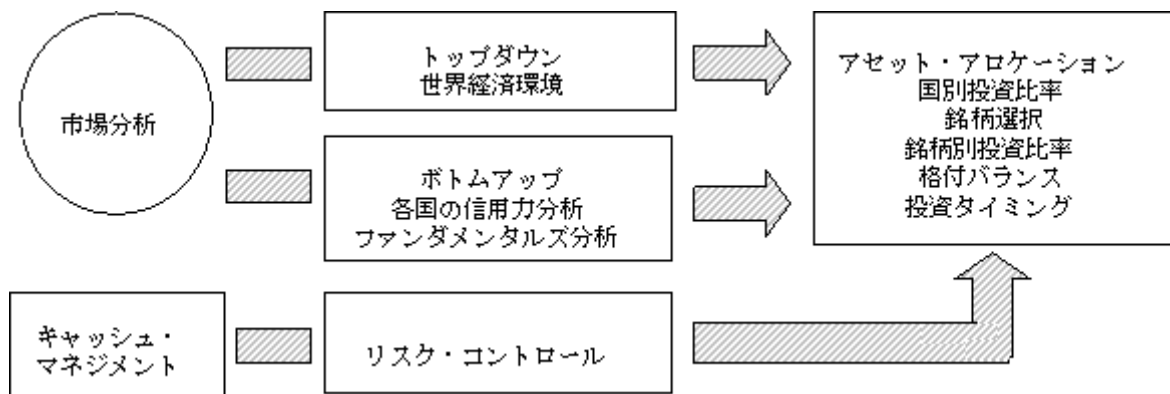 市場分析
トップダウン
世界経済環境
ボトムアップ
各国の信用力分析
ファンダメンタルズ分析
アセット・アロケーション
国別投資比率
銘柄選択
銘柄別投資比率
格付バランス
投資タイミング
キャッシュ・
マネジメント
リスク・コントロール